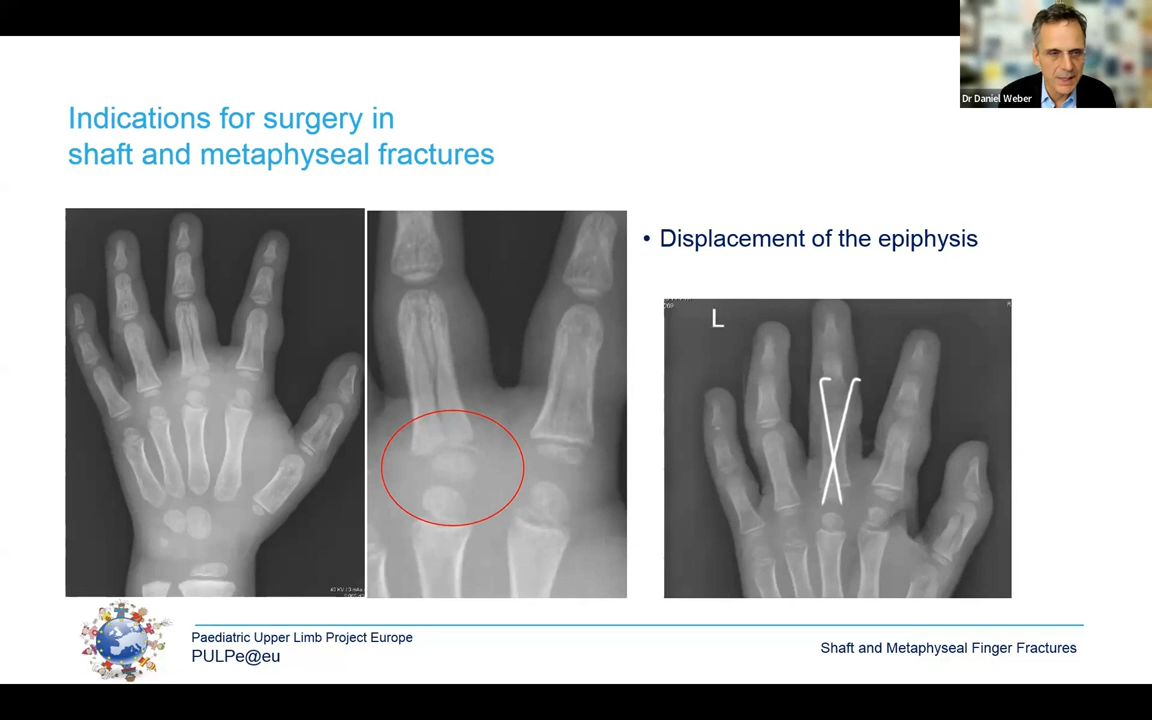 Dr Daniel Weber
Indications for surgery in
shaft and metaphyseal fractures
• Displacement of the epiphysis
L
Paediatric Upper Limb Project Europe
PULPe@eu
Shaft and Metaphyseal Finger Fractures